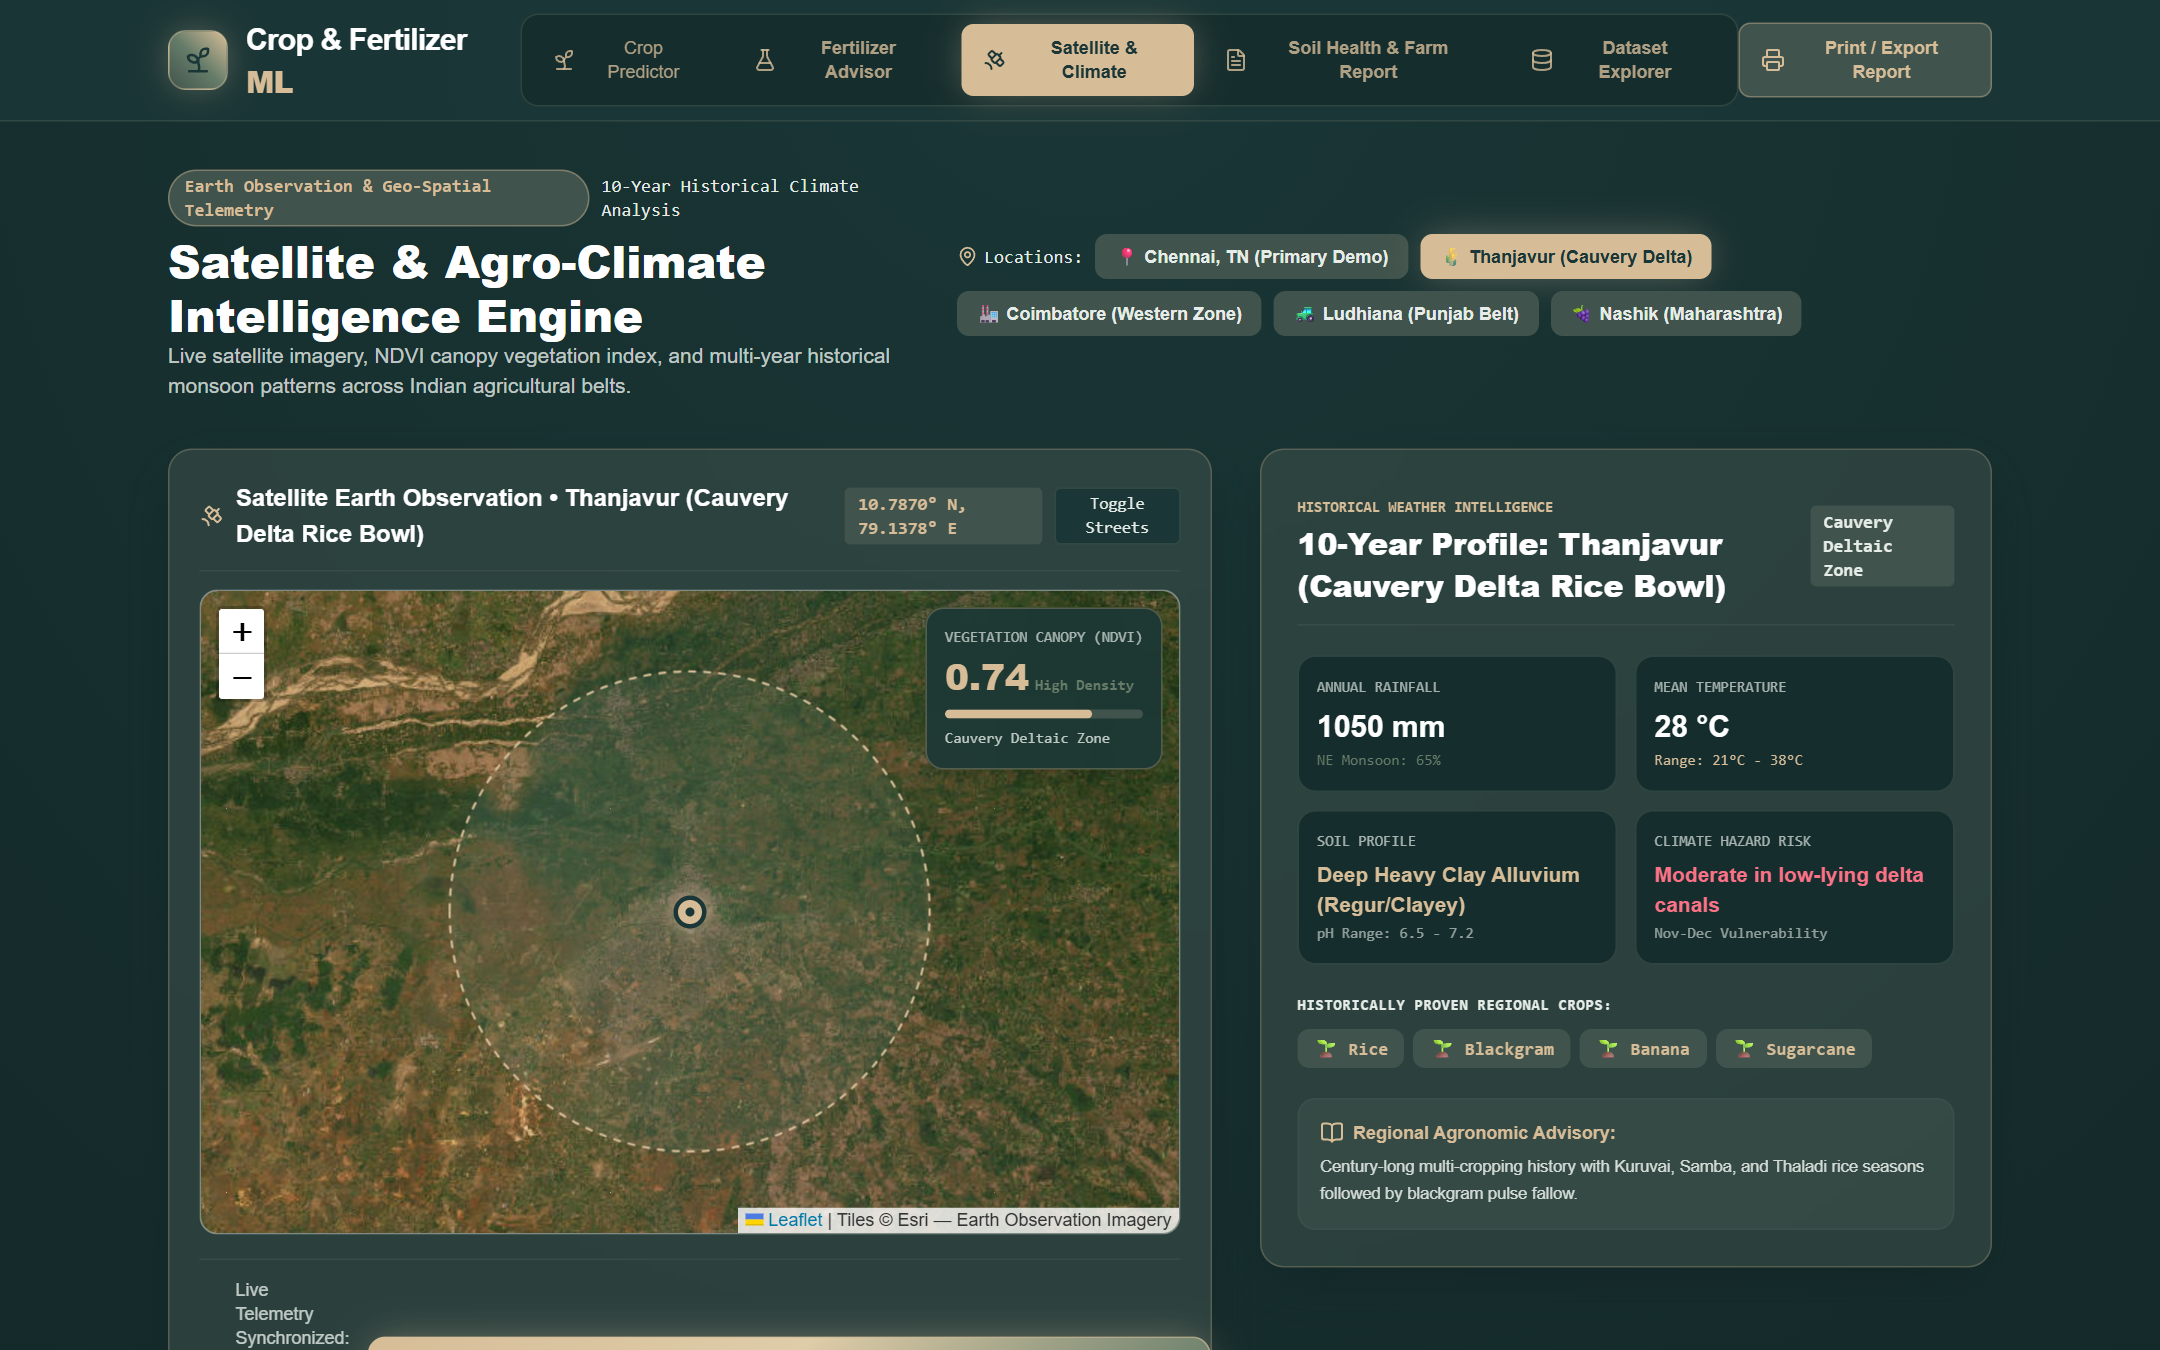 Crop & Fertilizer
ML
Crop
Predictor
Fertilizer
Advisor
Satellite &
Climate
Soil Health & Farm
Report
Dataset
Explorer
Print / Export
Report
Earth Observation & Geo-Spatial
Telemetry
10-Year Historical Climate
Analysis
Satellite & Agro-Climate
Intelligence Engine
Live satellite imagery, NDVI canopy vegetation index, and multi-year historical
monsoon patterns across Indian agricultural belts.
Locations:
Chennai, TN (Primary Demo)
Thanjavur (Cauvery Delta)
Coimbatore (Western Zone)
Ludhiana (Punjab Belt)
Nashik (Maharashtra)
Satellite Earth Observation • Thanjavur (Cauvery
Delta Rice Bowl)
10.7870° N,
79.1378° E
Toggle
Streets
+
−
VEGETATION CANOPY (NDVI)
0.74 High Density
Cauvery Deltaic Zone
Leaflet | Tiles © Esri — Earth Observation Imagery
Live
Telemetry
Synchronized:
HISTORICAL WEATHER INTELLIGENCE
10-Year Profile: Thanjavur
(Cauvery Delta Rice Bowl)
Cauvery
Deltaic
Zone
ANNUAL RAINFALL
1050 mm
NE Monsoon: 65%
MEAN TEMPERATURE
28 °C
Range: 21°C - 38°C
SOIL PROFILE
Deep Heavy Clay Alluvium
(Regur/Clayey)
pH Range: 6.5 - 7.2
CLIMATE HAZARD RISK
Moderate in low-lying delta
canals
Nov-Dec Vulnerability
HISTORICALLY PROVEN REGIONAL CROPS:
Rice
Blackgram
Banana
Sugarcane
Regional Agronomic Advisory:
Century-long multi-cropping history with Kuruvai, Samba, and Thaladi rice seasons
followed by blackgram pulse fallow.